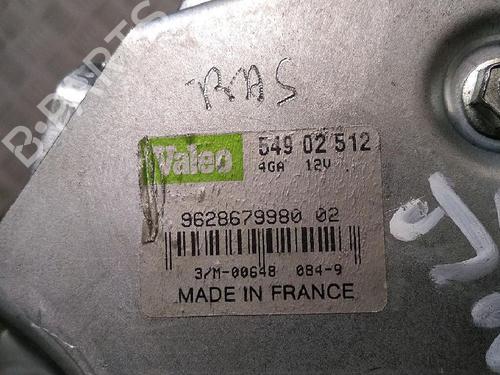 RAS
Valeo
549 02 512
4GA 12V
9628679980 02
3/M-00648 084-9
MADE IN FRANCE
B-PARTS